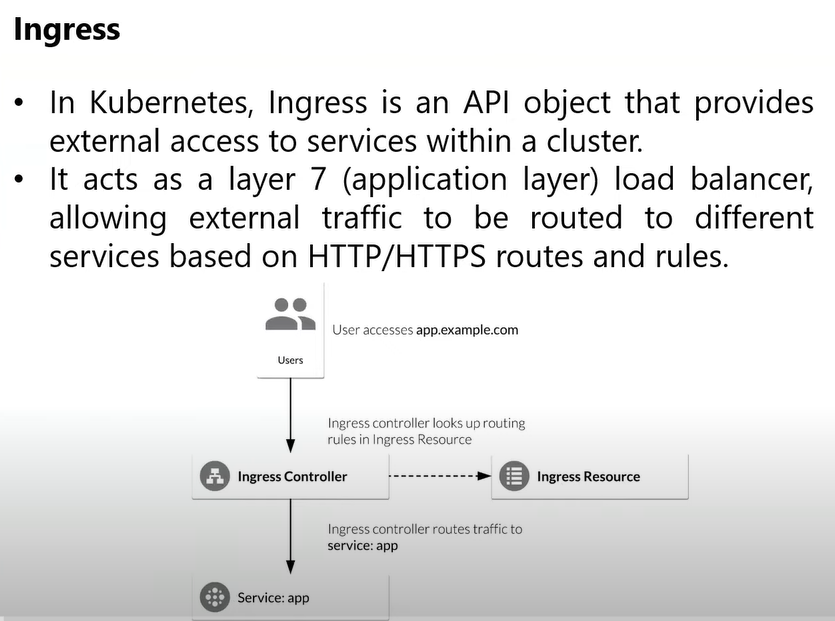 Ingress
• In Kubernetes, Ingress is an API object that provides
external access to services within a cluster.
• It acts as a layer 7 (application layer) load balancer,
allowing external traffic to be routed to different
services based on HTTP/HTTPS routes and rules.
User accesses app.example.com
Users
Ingress controller looks up routing
rules in Ingress Resource
Ingress Controller
Ingress Resource
Ingress controller routes traffic to
service: app
Service: app